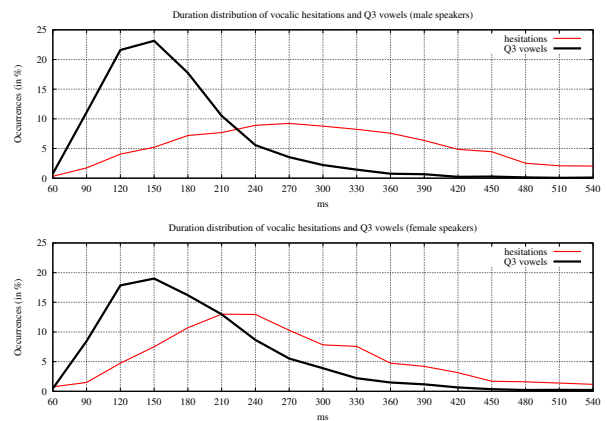 Duration distribution of vocalic hesitations and Q3 vowels (male speakers)
25
20
15
10
5
0
Occurrences (in %)
hesitations
Q3 vowels
60 90 120 150 180 210 240 270 300 330 360 390 420 450 480 510 540
ms
Duration distribution of vocalic hesitations and Q3 vowels (female speakers)
25
20
15
10
5
0
Occurrences (in %)
hesitations
Q3 vowels
60 90 120 150 180 210 240 270 300 330 360 390 420 450 480 510 540
ms